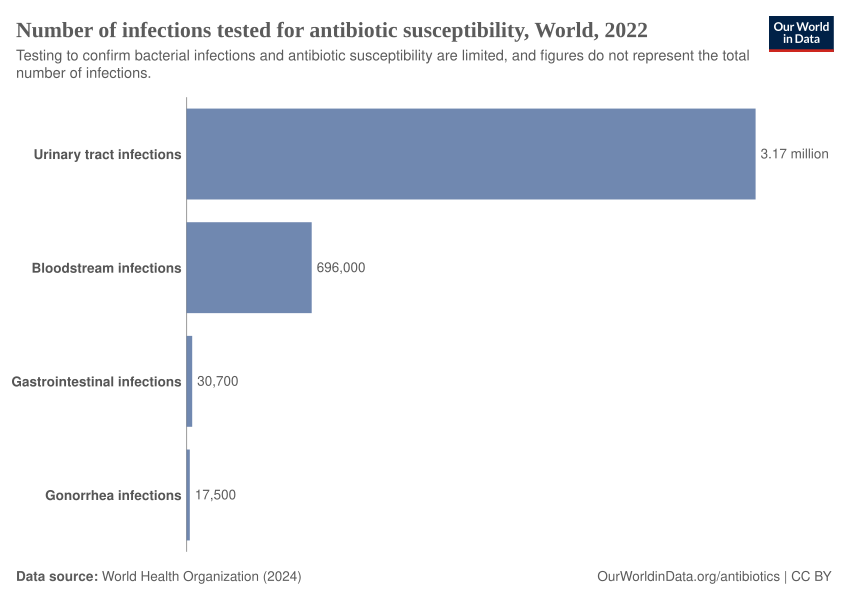 Number of infections tested for antibiotic susceptibility, World, 2022
Our World
in Data
Testing to confirm bacterial infections and antibiotic susceptibility are limited, and figures do not represent the total
number of infections.
Urinary tract infections
3.17 million
Bloodstream infections
696,000
Gastrointestinal infections
30,700
Gonorrhea infections
17,500
Data source: World Health Organization (2024)
OurWorldinData.org/antibiotics | CC BY